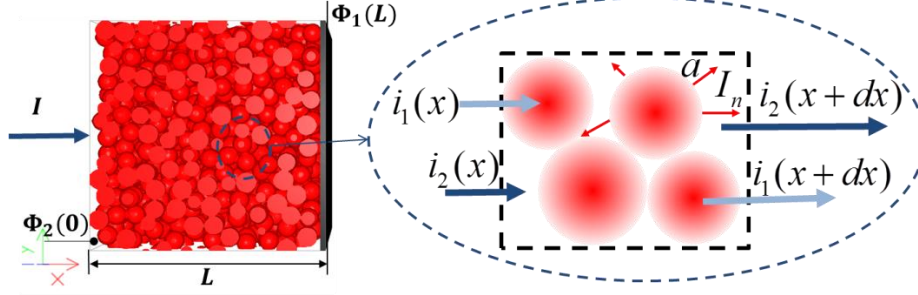 Φ₁(L)
I
Φ₂(0)
y
x
L
i₁(x)
i₂(x)
a
Iₙ
i₂(x+dx)
i₁(x+dx)